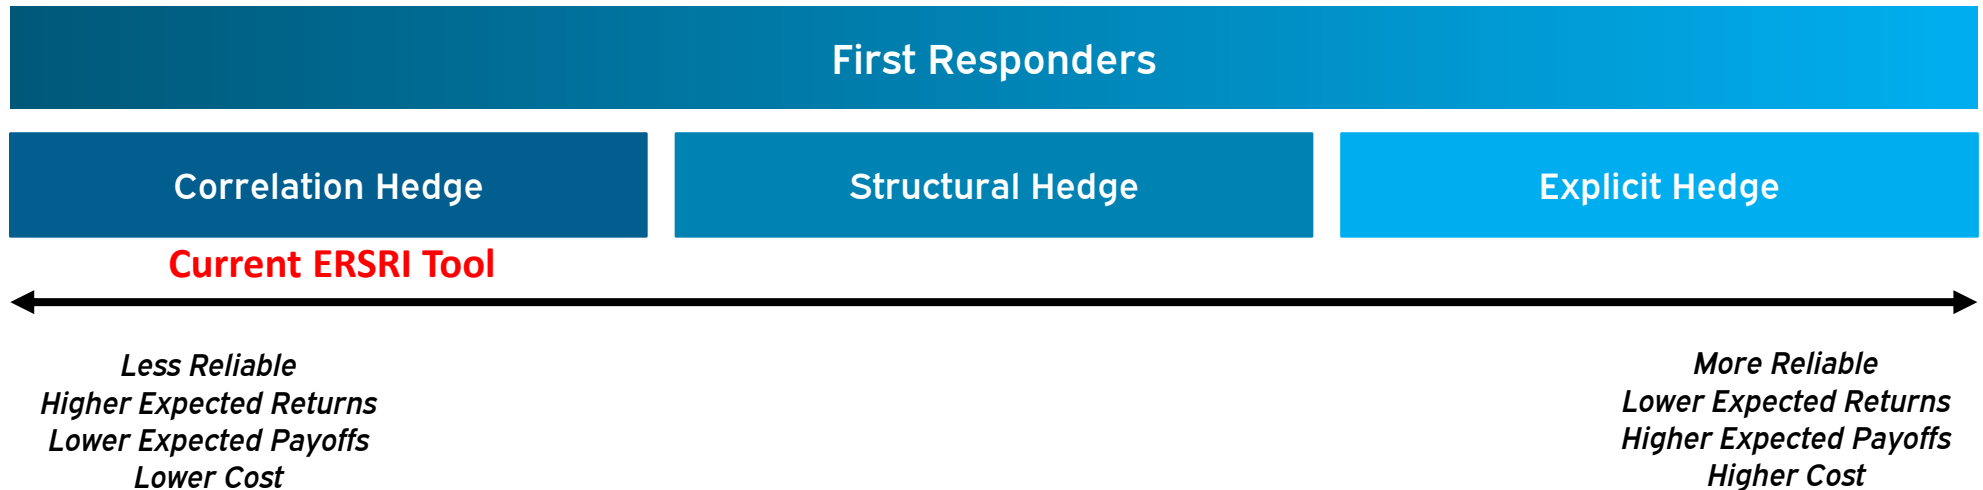 First Responders
Correlation Hedge
Structural Hedge
Explicit Hedge
Current ERSRI Tool
Less Reliable
Higher Expected Returns
Lower Expected Payoffs
Lower Cost
More Reliable
Lower Expected Returns
Higher Expected Payoffs
Higher Cost